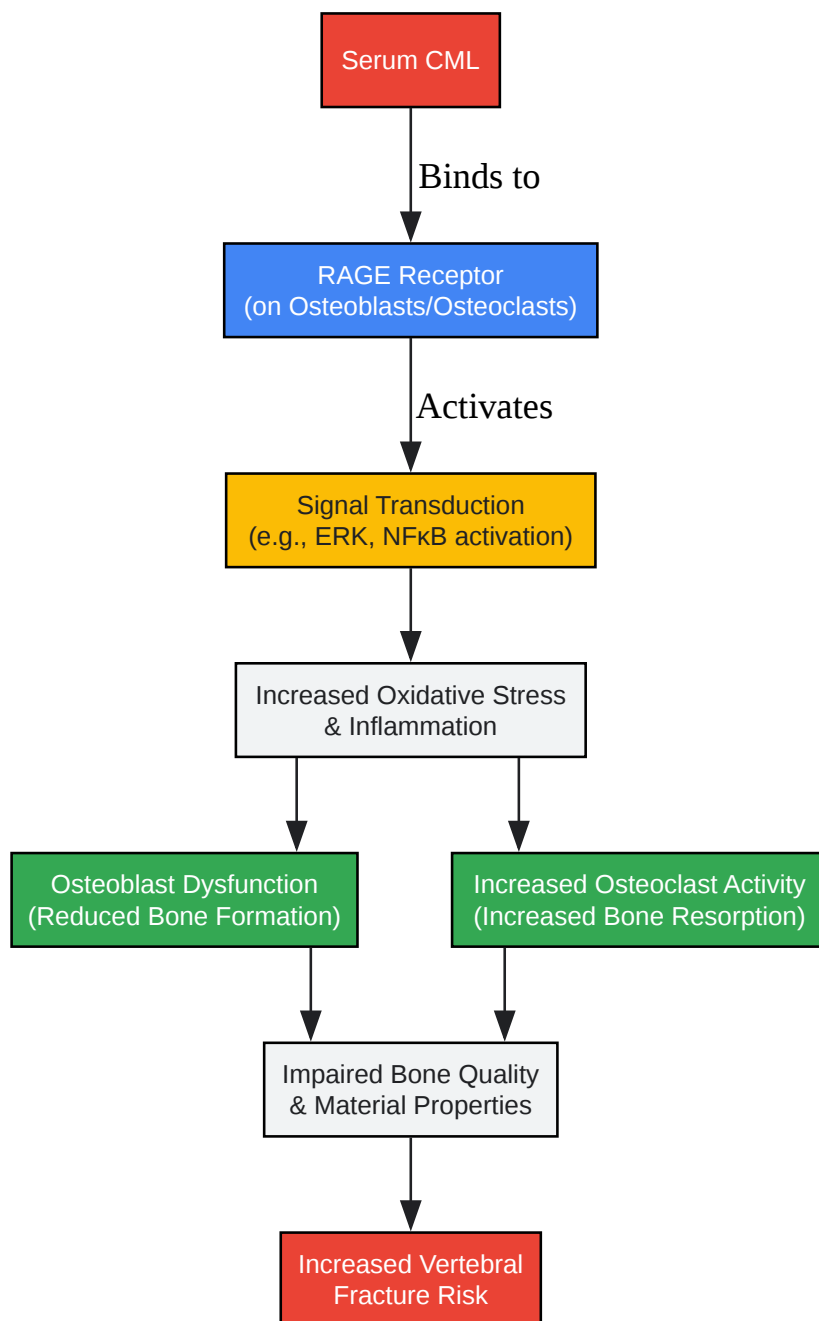 Serum CML
Binds to
RAGE Receptor
(on Osteoblasts/Osteoclasts)
Activates
Signal Transduction
(e.g., ERK, NFκB activation)
Increased Oxidative Stress
& Inflammation
Osteoblast Dysfunction
(Reduced Bone Formation)
Increased Osteoclast Activity
(Increased Bone Resorption)
Impaired Bone Quality
& Material Properties
Increased Vertebral
Fracture Risk